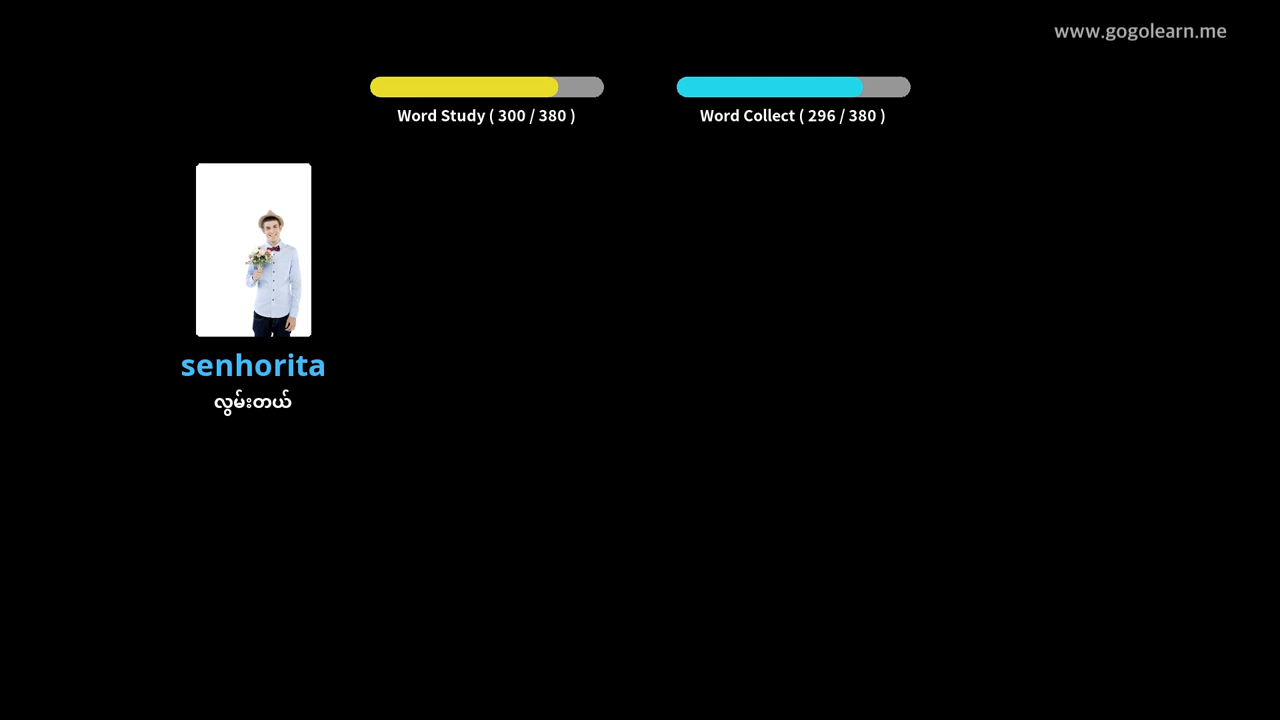 www.gogolearn.me
Word Study ( 300 / 380 )
Word Collect ( 296 / 380 )
senhorita
လွမ်းတယ်